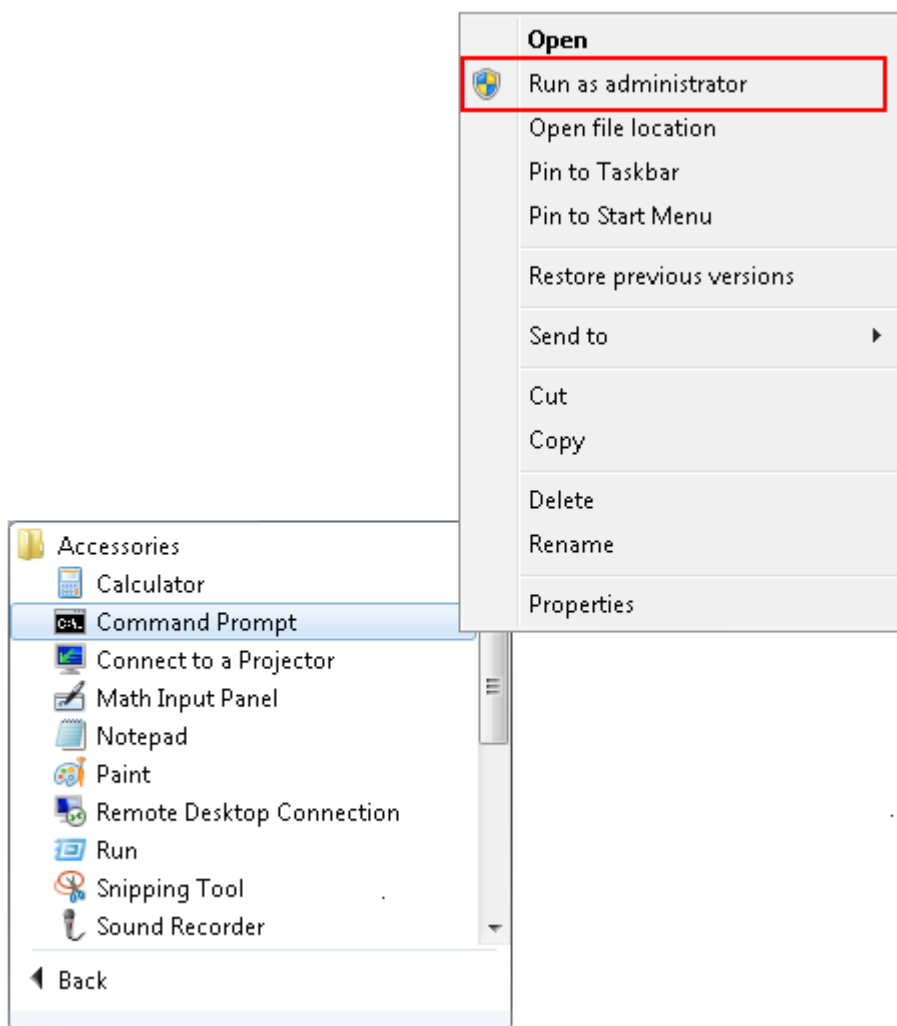 Open
Run as administrator
Open file location
Pin to Taskbar
Pin to Start Menu
Restore previous versions
Send to
Cut
Copy
Delete
Rename
Properties
Accessories
Calculator
Command Prompt
Connect to a Projector
Math Input Panel
Notepad
Paint
Remote Desktop Connection
Run
Snipping Tool
Sound Recorder
Back